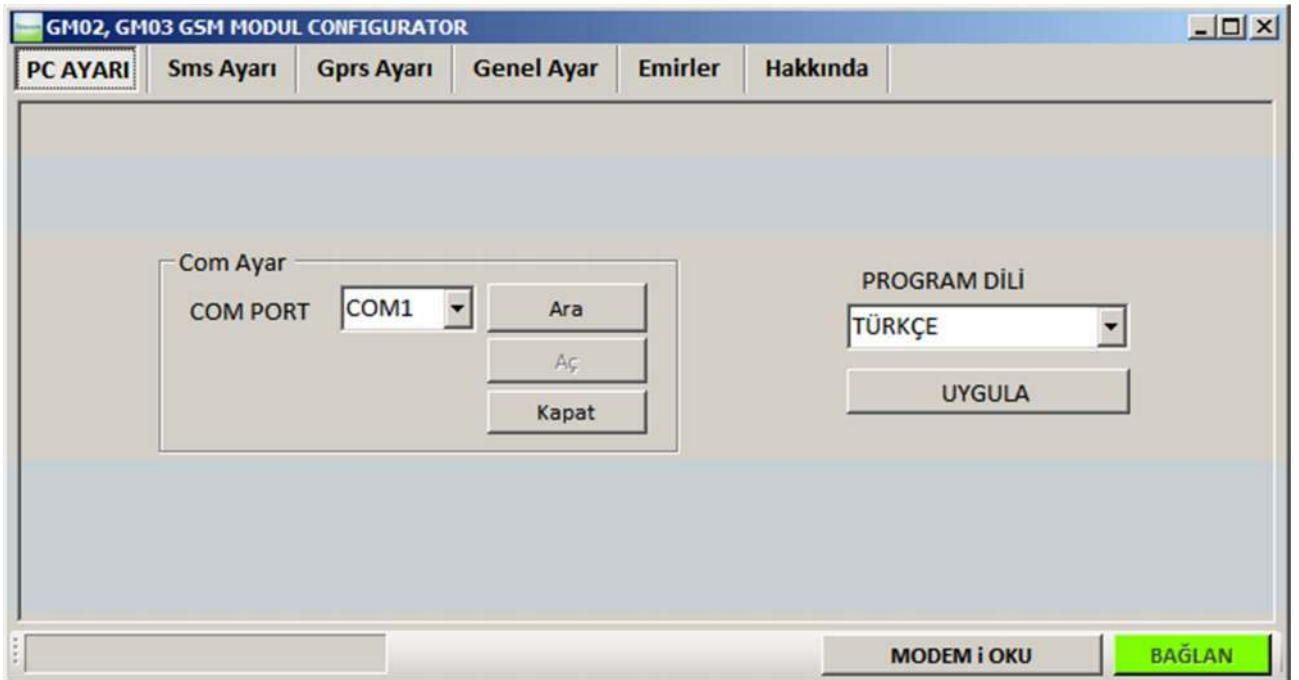 GM02, GM03 GSM MODUL CONFIGURATOR
PC AYARI Sms Ayarı Gprs Ayarı Genel Ayar Emirler Hakkında
Com Ayar
COM PORT COM1 Ara
Aç
Kapat
PROGRAM DİLİ
TÜRKÇE
UYGULA
MODEM i OKU BAĞLAN